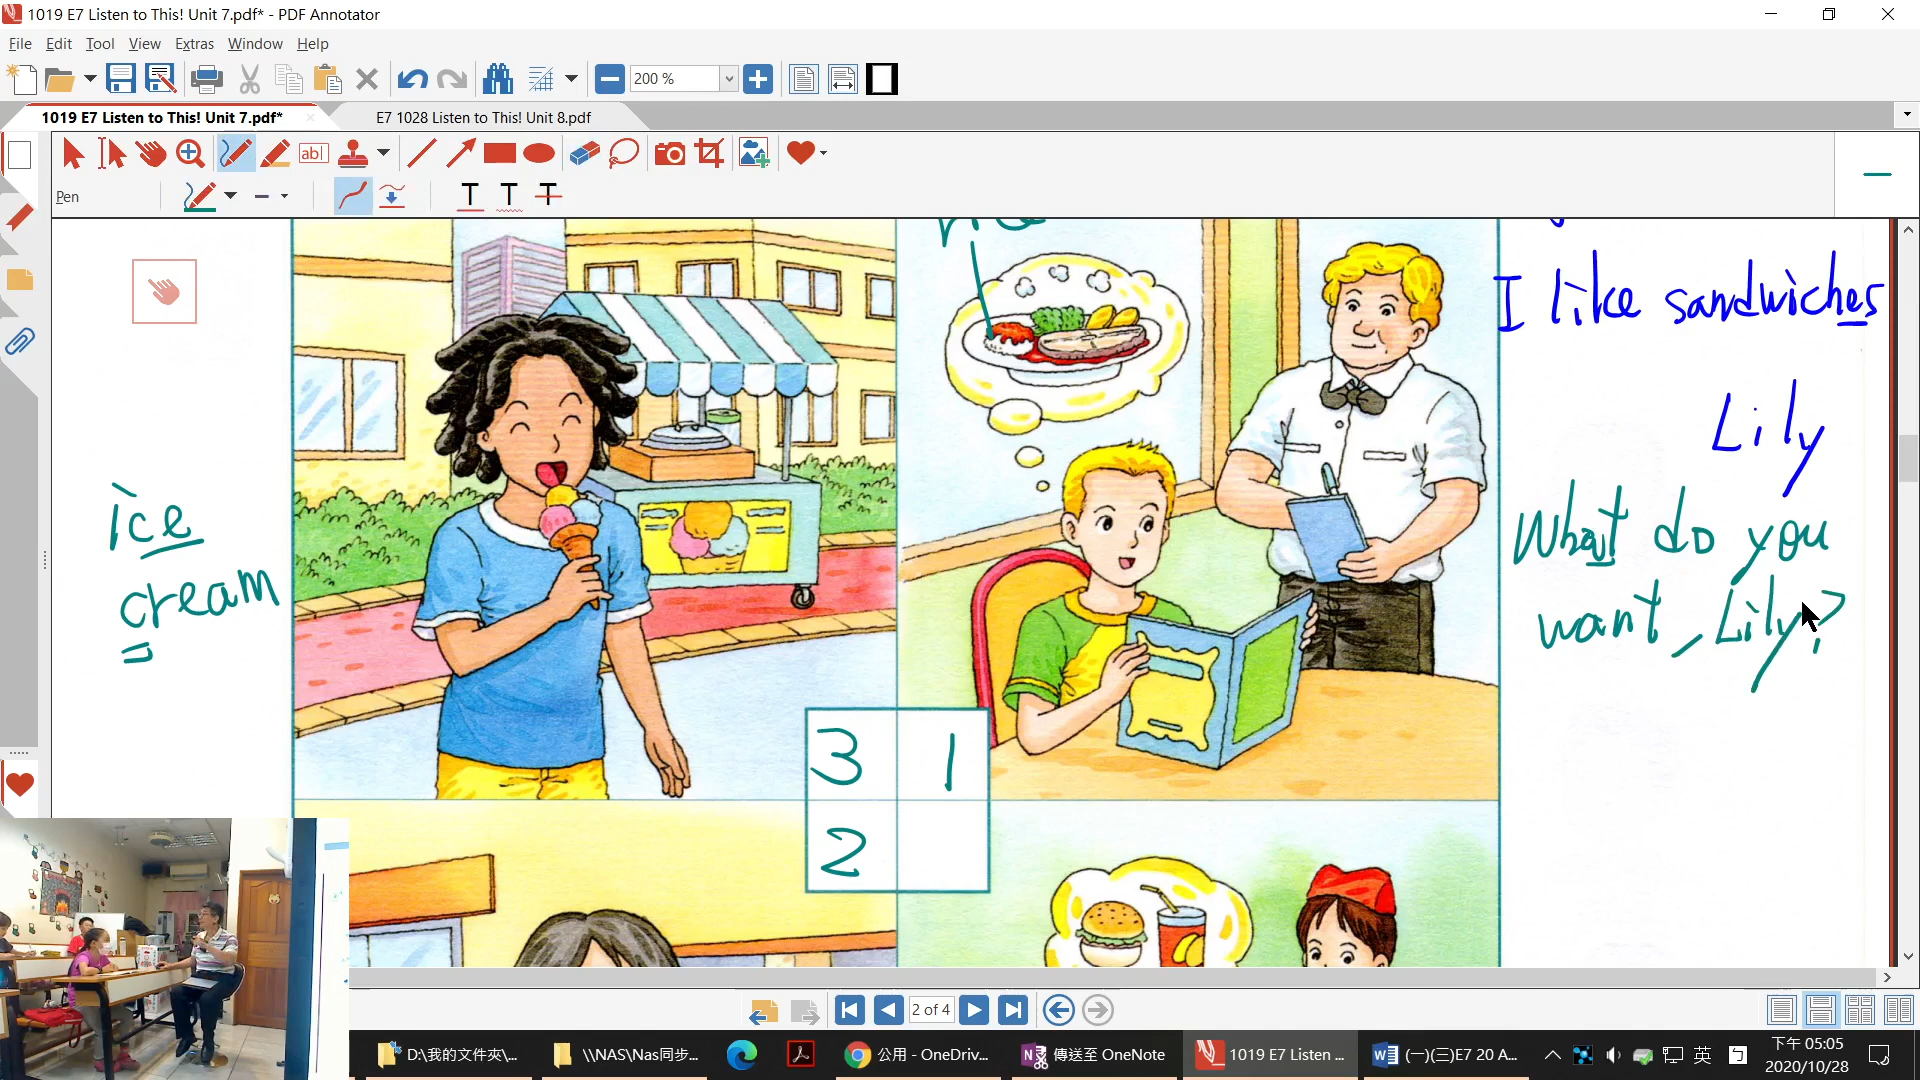 1019 E7 Listen to This! Unit 7.pdf* - PDF Annotator
File Edit Tool View Extras Window Help
200 %
1019 E7 Listen to This! Unit 7.pdf*
E7 1028 Listen to This! Unit 8.pdf
ab|
Pen
T T T
rice
I like sandwiches
Lily
ice
cream
What do you
want, Lily?
3 1
2
2 of 4
D:\我的文件夾\...
\\NAS\Nas同步...
公用 - OneDriv...
傳送至 OneNote
1019 E7 Listen ...
(一)(三)E7 20 A...
英
下午 05:05
2020/10/28